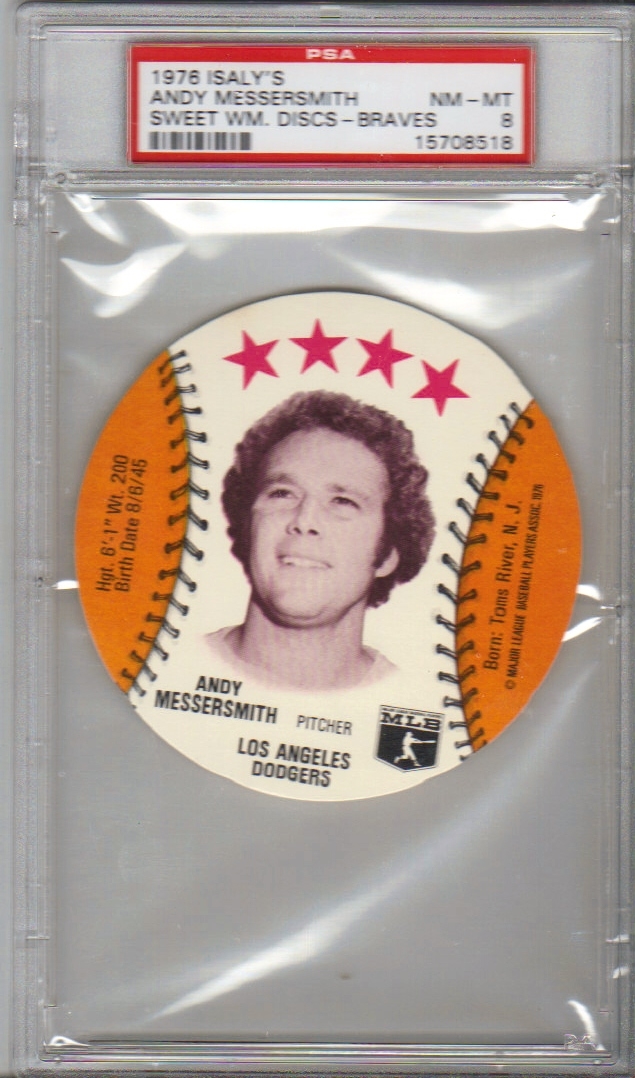 PSA
1976 ISALY'S
ANDY MESSERSMITH NM-MT
SWEET WM. DISCS-BRAVES 8
15708518
Hgt. 6'-1" Wt. 200
Birth Date 8/6/45
Born: Toms River, N. J.
© MAJOR LEAGUE BASEBALL PLAYERS ASSOC. 1976
ANDY
MESSERSMITH
PITCHER
MLB
LOS ANGELES
DODGERS